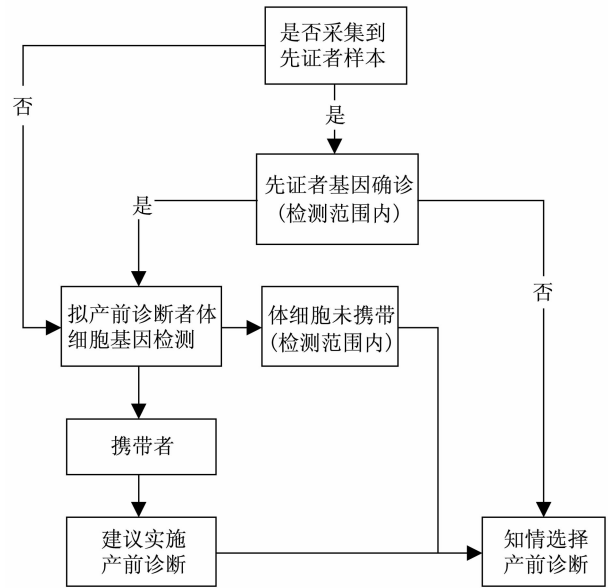 是否采集到
先证者样本
否
是
先证者基因确诊
(检测范围内)
是
否
拟产前诊断者体
细胞基因检测
体细胞未携带
(检测范围内)
携带者
建议实施
产前诊断
知情选择
产前诊断